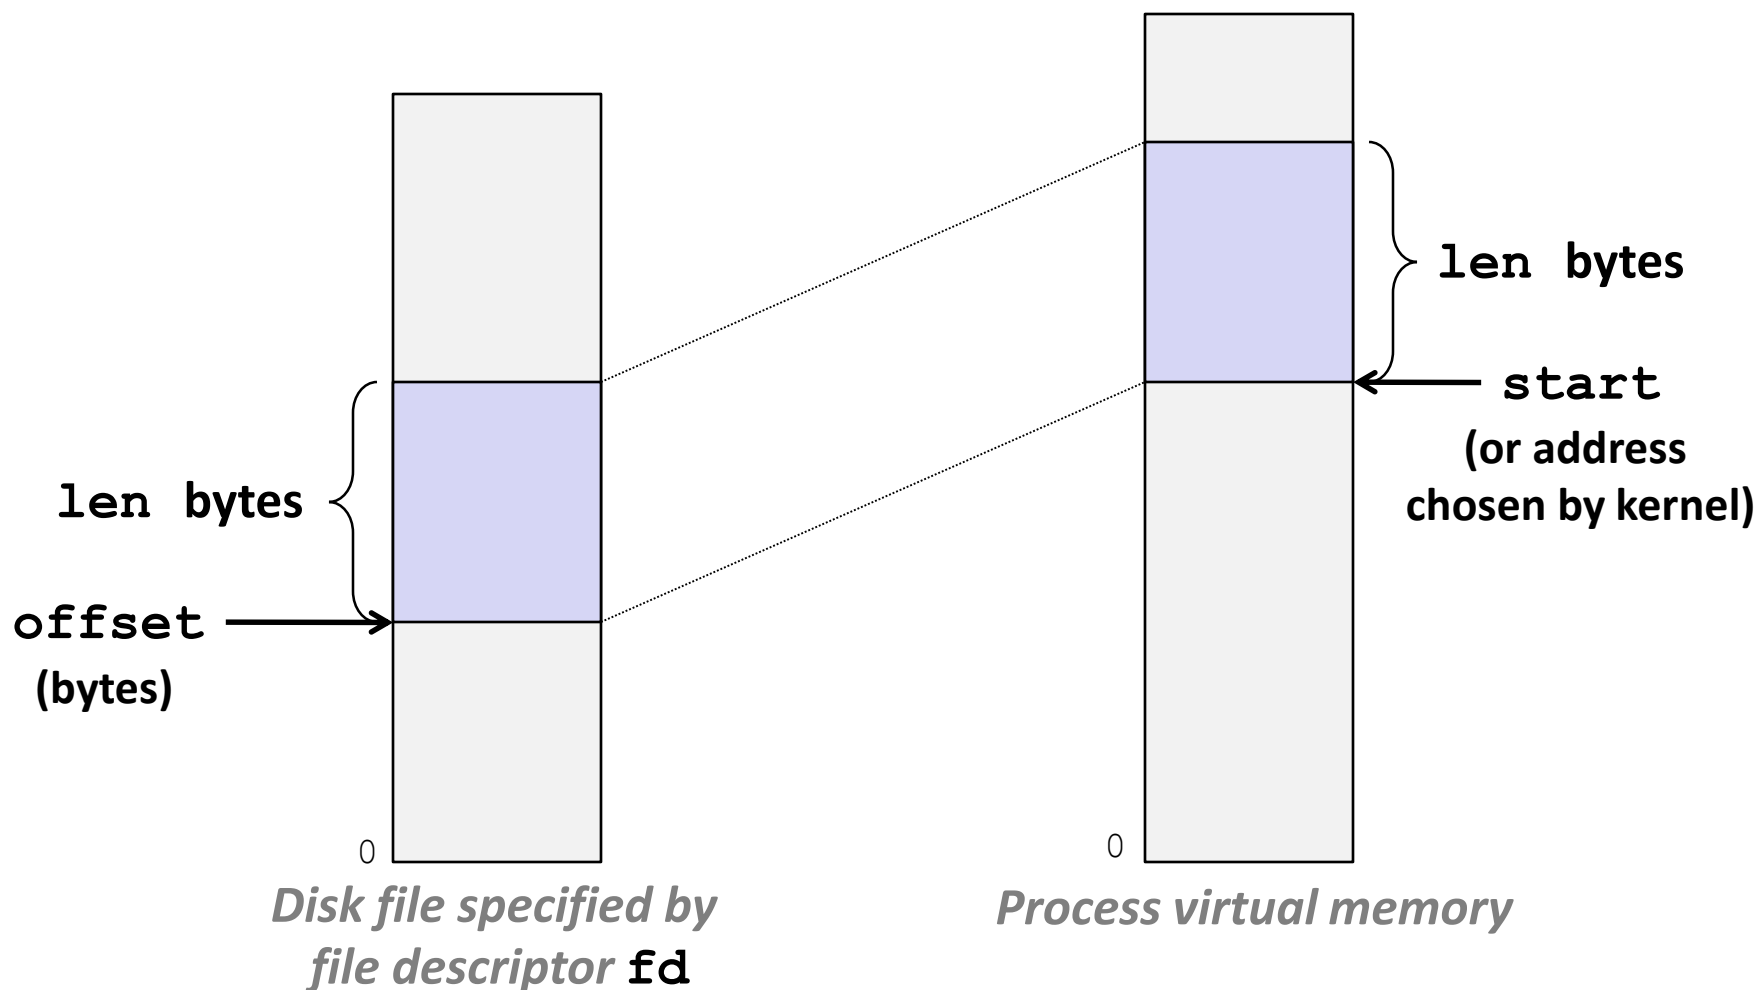 len bytes
offset
(bytes)
0
Disk file specified by
file descriptor fd
len bytes
start
(or address
chosen by kernel)
0
Process virtual memory